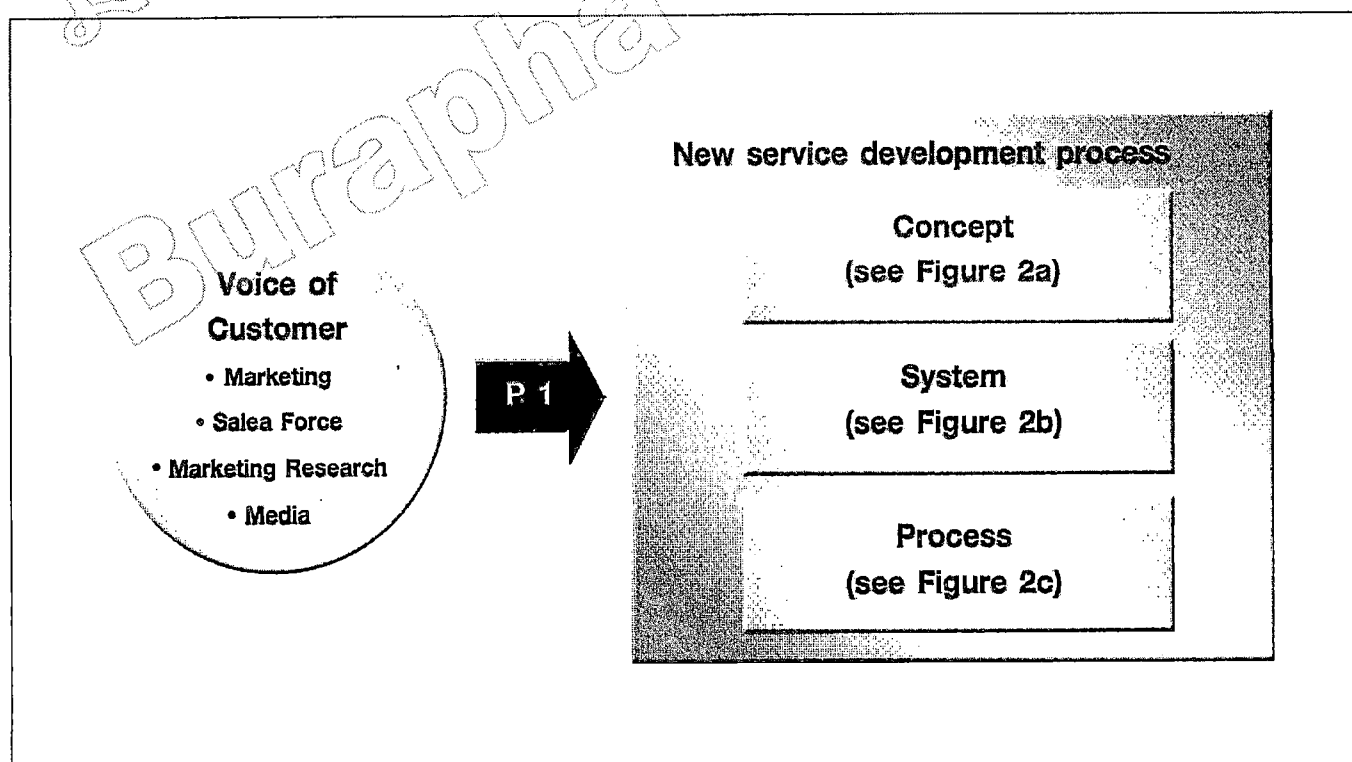 Burapha
New service development process
Concept
(see Figure 2a)
Voice of
Customer
• Marketing
• Salea Force
• Marketing Research
• Media
P. 1
System
(see Figure 2b)
Process
(see Figure 2c)